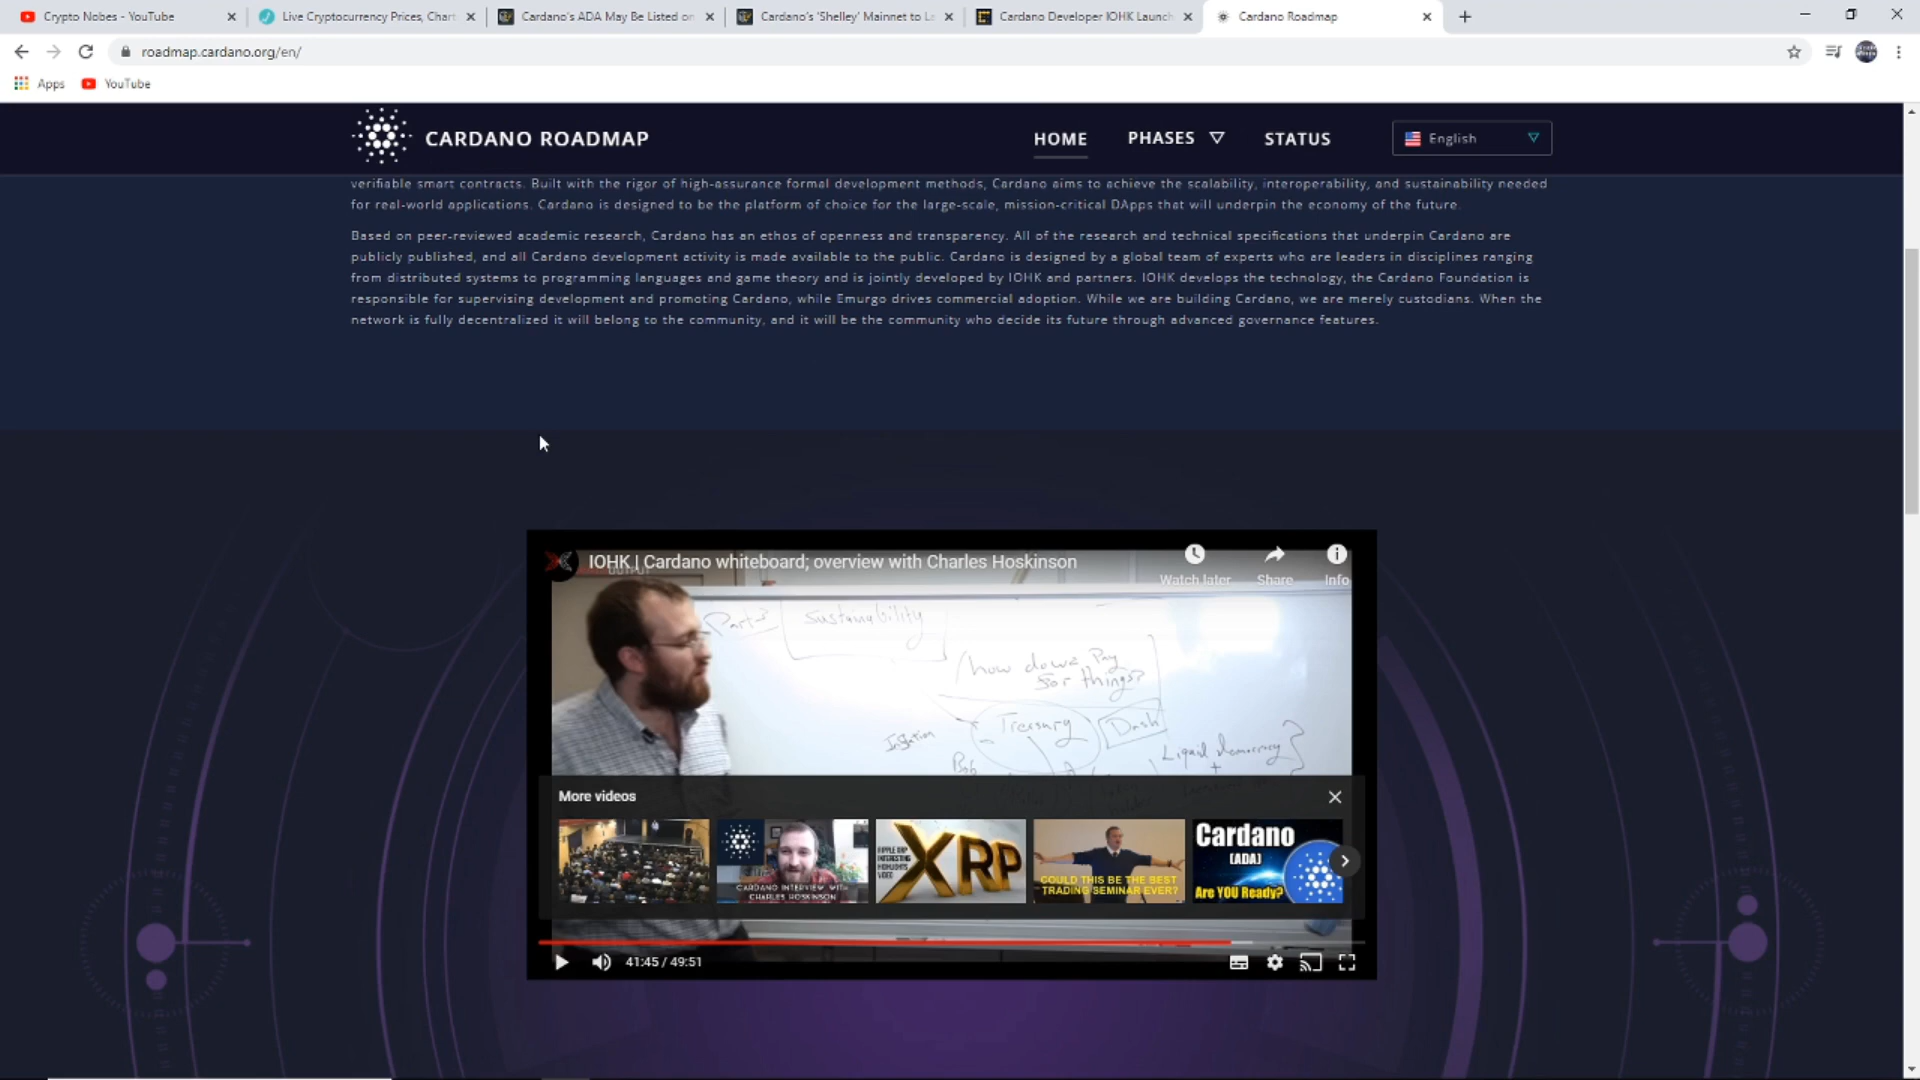 Crypto Nobes - YouTube
Live Cryptocurrency Prices, Chart
Cardano's ADA May Be Listed on
Cardano's 'Shelley' Mainnet to L
Cardano Developer IOHK Launch
Cardano Roadmap
roadmap.cardano.org/en/
Apps
YouTube
CARDANO ROADMAP
HOME
PHASES
STATUS
English
verifiable smart contracts. Built with the rigor of high-assurance formal development methods, Cardano aims to achieve the scalability, interoperability, and sustainability needed
for real-world applications. Cardano is designed to be the platform of choice for the large-scale, mission-critical DApps that will underpin the economy of the future.
Based on peer-reviewed academic research, Cardano has an ethos of openness and transparency. All of the research and technical specifications that underpin Cardano are
publicly published, and all Cardano development activity is made available to the public. Cardano is designed by a global team of experts who are leaders in disciplines ranging
from distributed systems to programming languages and game theory and is jointly developed by IOHK and partners. IOHK develops the technology, the Cardano Foundation is
responsible for supervising development and promoting Cardano, while Emurgo drives commercial adoption. While we are building Cardano, we are merely custodians. When the
network is fully decentralized it will belong to the community, and it will be the community who decide its future through advanced governance features.
IOHK | Cardano whiteboard; overview with Charles Hoskinson
Watch later
Share
Info
Part 3
Sustainability
how do we Pay
for things?
Treasury
Dash
Inflation
Bob
Liquid democracy
+
More videos
CARDANO INTERVIEW WITH
CHARLES HOSKINSON
RIPPLE XRP
INTERESTING
HIGHLIGHTS
VIDEO
XRP
COULD THIS BE THE BEST
TRADING SEMINAR EVER?
Cardano
(ADA)
Are YOU Ready?
41:45 / 49:51